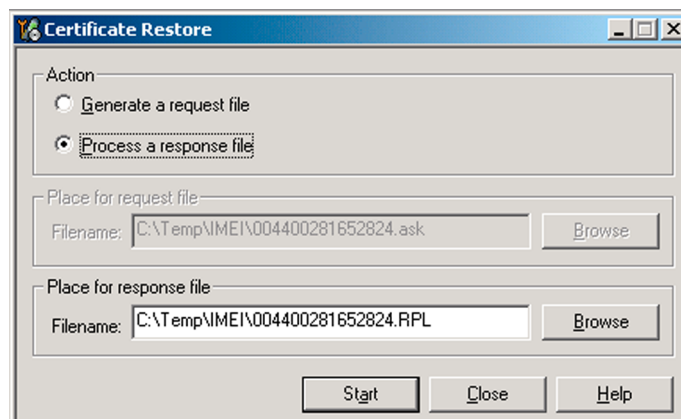 Certificate Restore
Action
Generate a request file
Process a response file
Place for request file
Filename: C:\Temp\IMEI\004400281652824.ask Browse
Place for response file
Filename: C:\Temp\IMEI\004400281652824.RPL Browse
Start Close Help